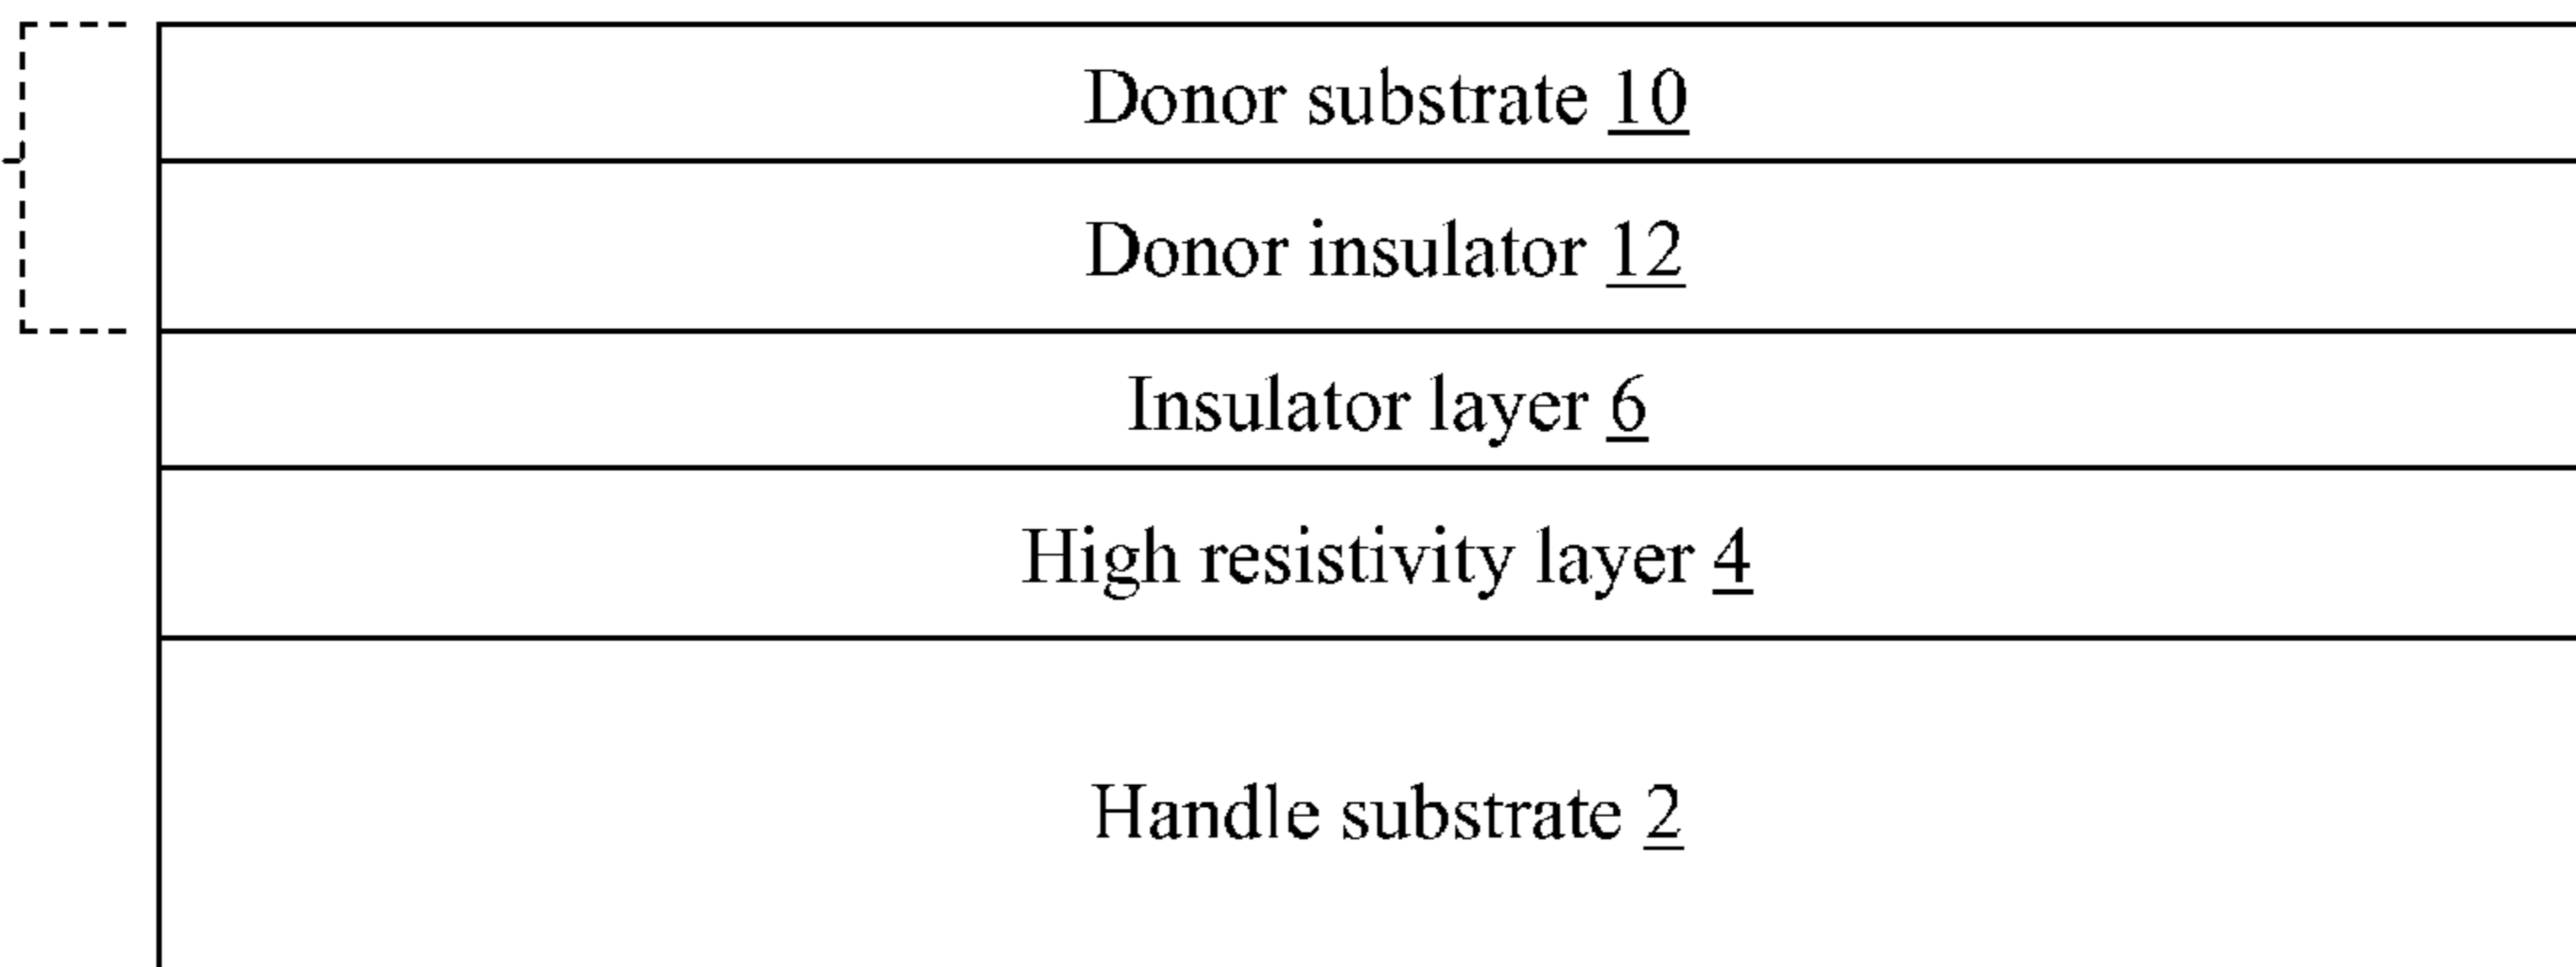 Donor substrate 10
Donor insulator 12
Insulator layer 6
High resistivity layer 4
Handle substrate 2